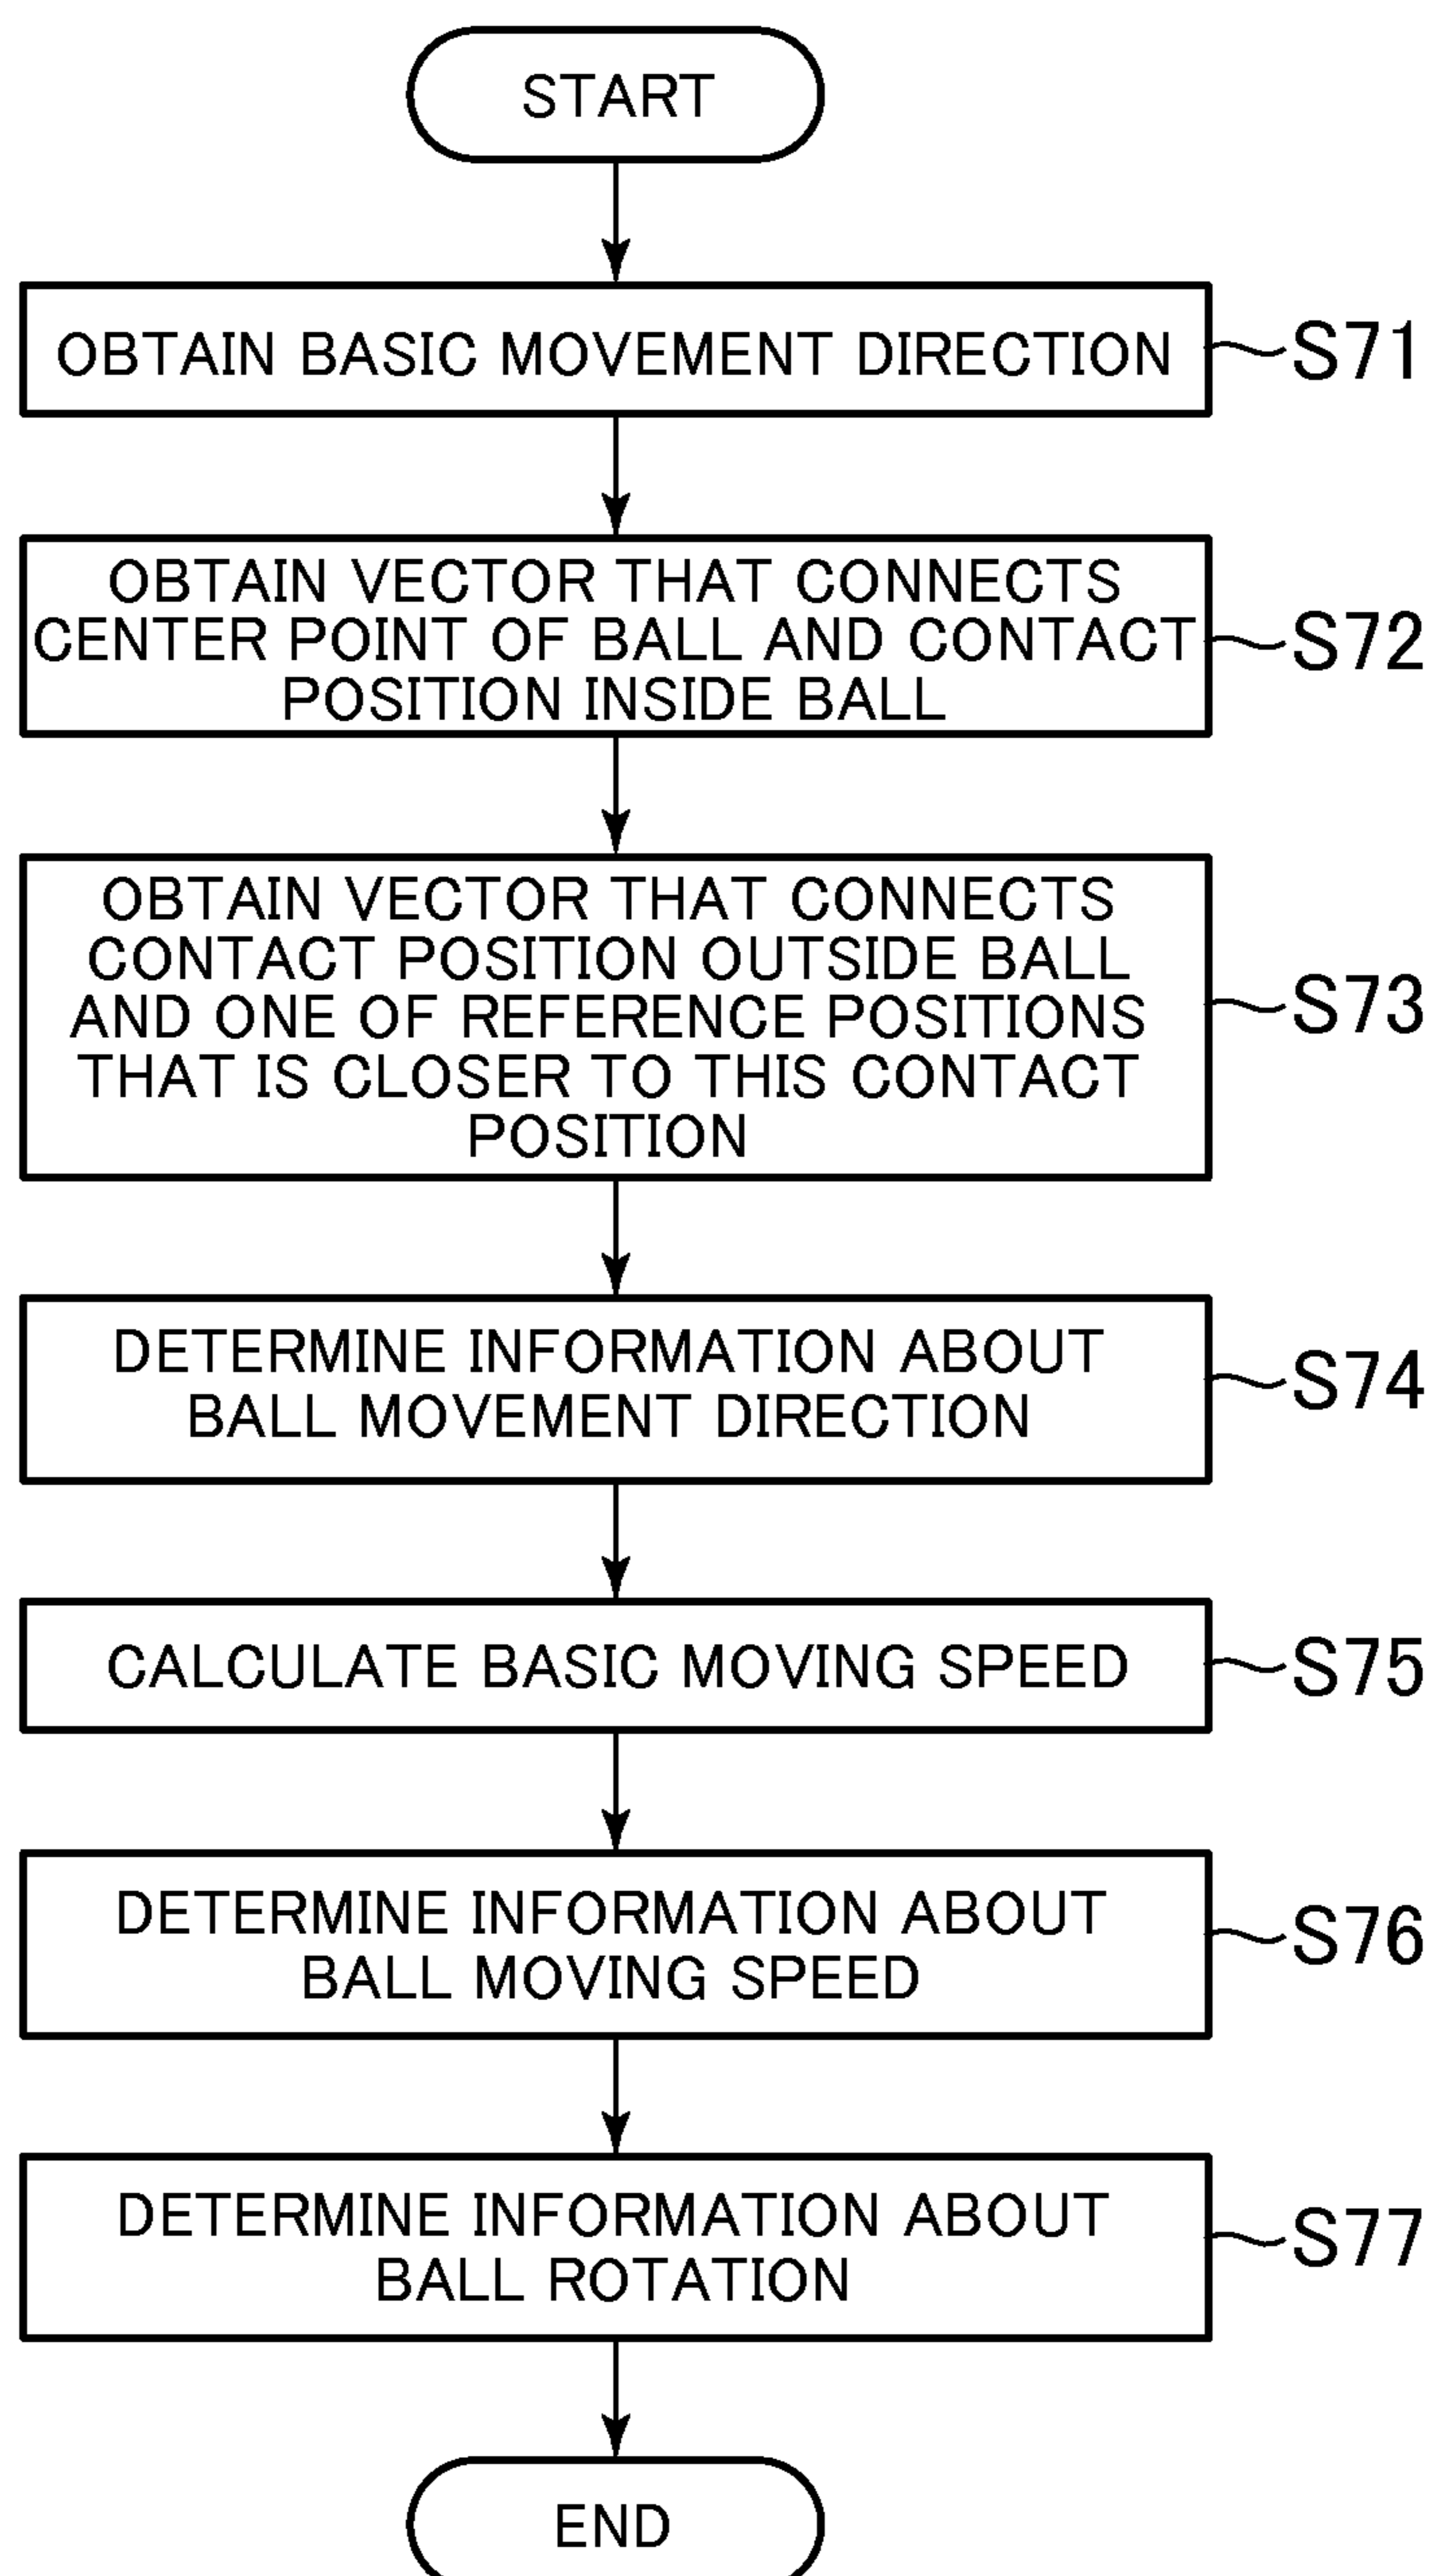 START
OBTAIN BASIC MOVEMENT DIRECTION
S71
OBTAIN VECTOR THAT CONNECTS
CENTER POINT OF BALL AND CONTACT
POSITION INSIDE BALL
S72
OBTAIN VECTOR THAT CONNECTS
CONTACT POSITION OUTSIDE BALL
AND ONE OF REFERENCE POSITIONS
THAT IS CLOSER TO THIS CONTACT
POSITION
S73
DETERMINE INFORMATION ABOUT
BALL MOVEMENT DIRECTION
S74
CALCULATE BASIC MOVING SPEED
S75
DETERMINE INFORMATION ABOUT
BALL MOVING SPEED
S76
DETERMINE INFORMATION ABOUT
BALL ROTATION
S77
END